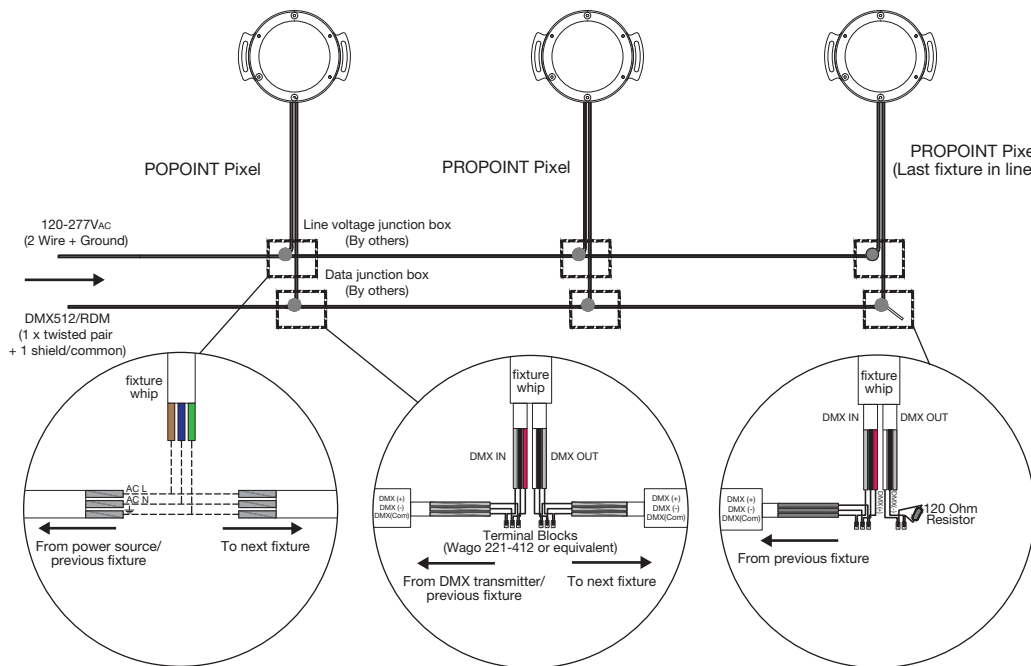 POPOINT Pixel
PROPOINT Pixel
PROPOINT Pixe
(Last fixture in line
120-277VAC
(2 Wire + Ground)
Line voltage junction box
(By others)
Data junction box
(By others)
DMX512/RDM
(1 x twisted pair
+ 1 shield/common)
fixture
whip
AC L
AC N
From power source/
previous fixture
To next fixture
fixture
whip
DMX IN
DMX OUT
DMX (+)
DMX (-)
DMX(Com)
DMX (+)
DMX (-)
DMX(Com)
Terminal Blocks
(Wago 221-412 or equivalent)
From DMX transmitter/
previous fixture
To next fixture
fixture
whip
DMX IN
DMX OUT
DMX (+)
DMX (-)
DMX(Com)
120 Ohm
Resistor
From previous fixture